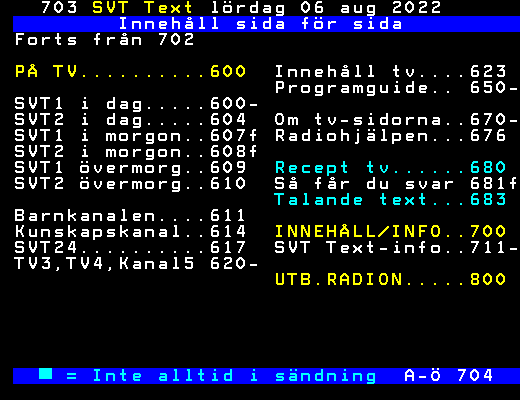 703 SVT Text lördag 06 aug 2022
Innehåll sida för sida
Forts från 702
PÅ TV..........600
SVT1 i dag.....600-
SVT2 i dag.....604
SVT1 i morgon..607f
SVT2 i morgon..608f
SVT1 övermorg..609
SVT2 övermorg..610
Barnkanalen....611
Kunskapskanal..614
SVT24..........617
TV3,TV4,Kanal5 620-
Innehåll tv....623
Programguide.. 650-
Om tv-sidorna..670-
Radiohjälpen...676
Recept tv......680
Så får du svar 681f
Talande text...683
INNEHÅLL/INFO..700
SVT Text-info..711-
UTB.RADION.....800
= Inte alltid i sändning A-Ö 704